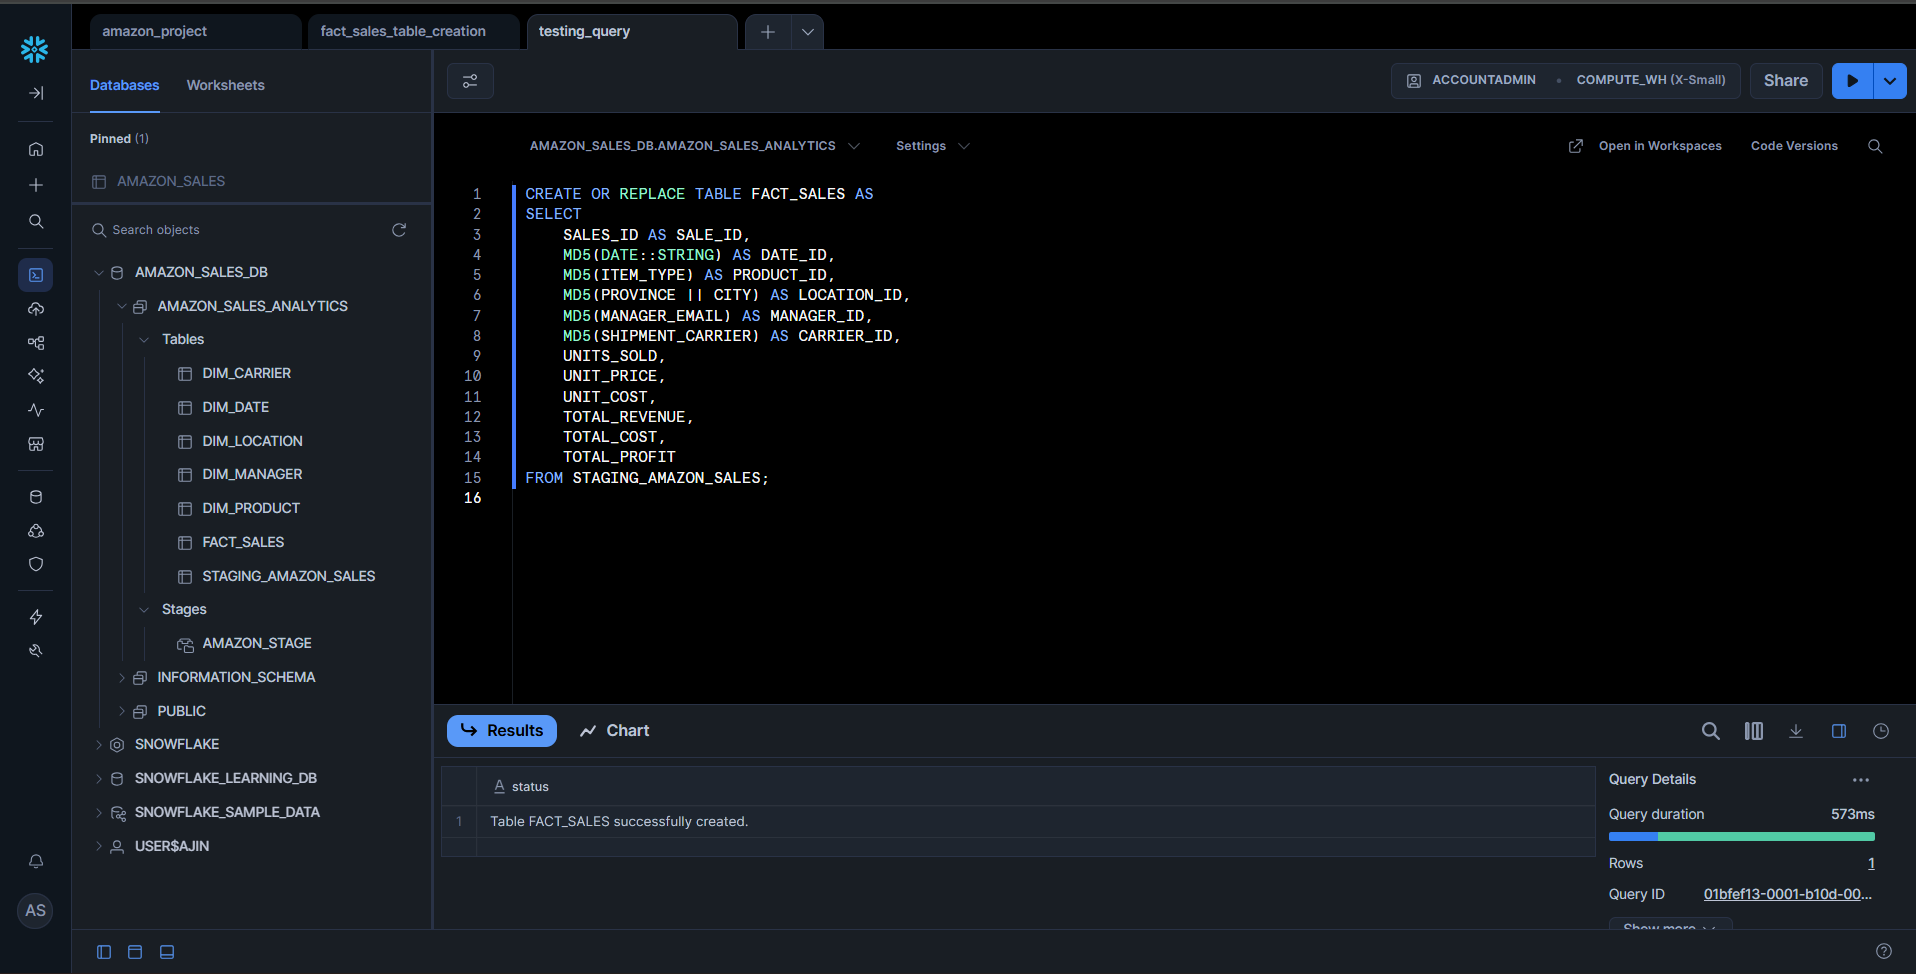 amazon_project
fact_sales_table_creation
testing_query
Databases
Worksheets
ACCOUNTADMIN
COMPUTE_WH (X-Small)
Share
Pinned (1)
AMAZON_SALES
Search objects
AMAZON_SALES_DB
AMAZON_SALES_ANALYTICS
Tables
DIM_CARRIER
DIM_DATE
DIM_LOCATION
DIM_MANAGER
DIM_PRODUCT
FACT_SALES
STAGING_AMAZON_SALES
Stages
AMAZON_STAGE
INFORMATION_SCHEMA
PUBLIC
SNOWFLAKE
SNOWFLAKE_LEARNING_DB
SNOWFLAKE_SAMPLE_DATA
USER$AJIN
AS
AMAZON_SALES_DB.AMAZON_SALES_ANALYTICS
Settings
Open in Workspaces
Code Versions
1 CREATE OR REPLACE TABLE FACT_SALES AS
2 SELECT
3 SALES_ID AS SALE_ID,
4 MD5(DATE::STRING) AS DATE_ID,
5 MD5(ITEM_TYPE) AS PRODUCT_ID,
6 MD5(PROVINCE || CITY) AS LOCATION_ID,
7 MD5(MANAGER_EMAIL) AS MANAGER_ID,
8 MD5(SHIPMENT_CARRIER) AS CARRIER_ID,
9 UNITS_SOLD,
10 UNIT_PRICE,
11 UNIT_COST,
12 TOTAL_REVENUE,
13 TOTAL_COST,
14 TOTAL_PROFIT
15 FROM STAGING_AMAZON_SALES;
16
Results
Chart
A status
1 Table FACT_SALES successfully created.
Query Details
Query duration 573ms
Rows 1
Query ID 01bfef13-0001-b10d-00...
Show more